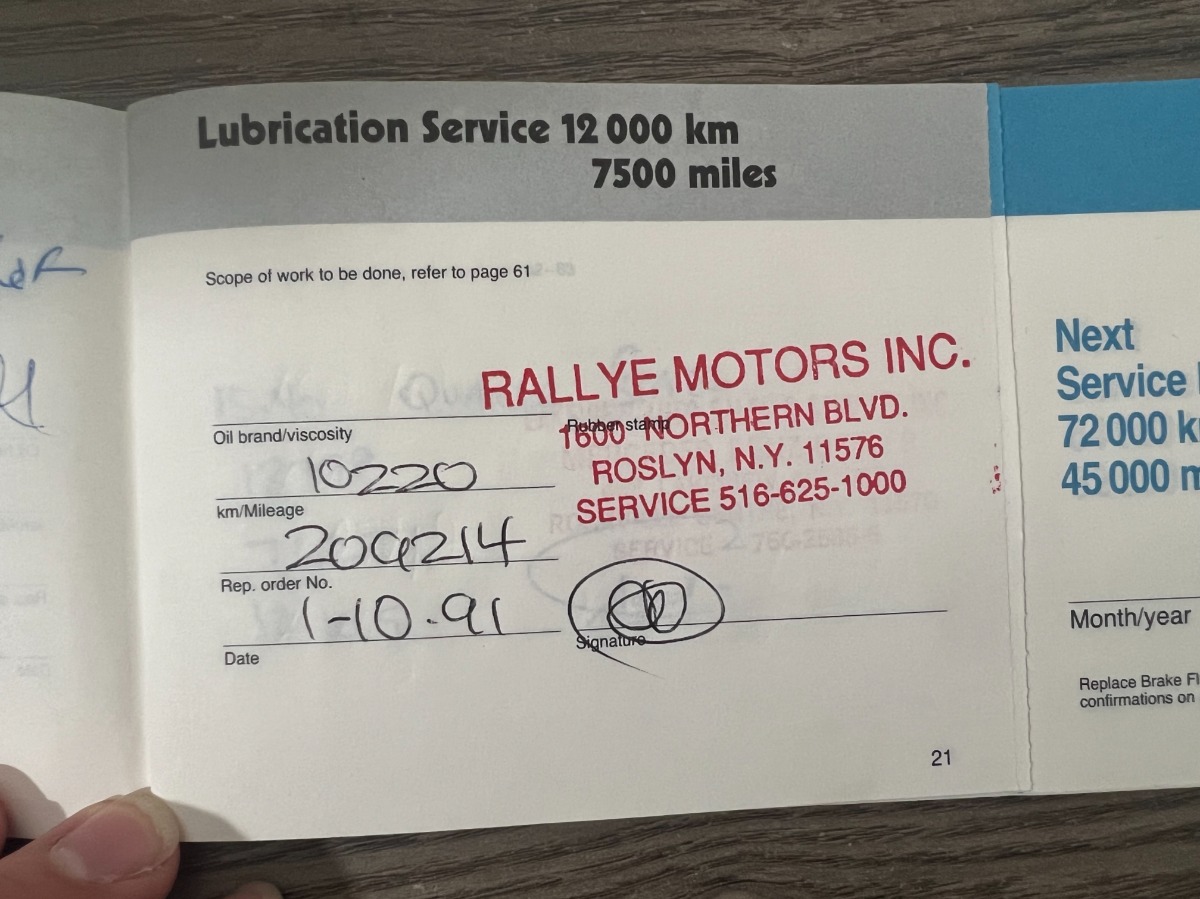 Lubrication Service 12 000 km
7500 miles
Scope of work to be done, refer to page 61
RALLYE MOTORS INC.
1600 NORTHERN BLVD.
ROSLYN, N.Y. 11576
SERVICE 516-625-1000
Rubber stamp
Oil brand/viscosity
10220
km/Mileage
209214
Rep. order No.
1-10-91
Date
Signature
21
Next
Service
72 000
45 000
Month/year
Replace Brake
confirmations on